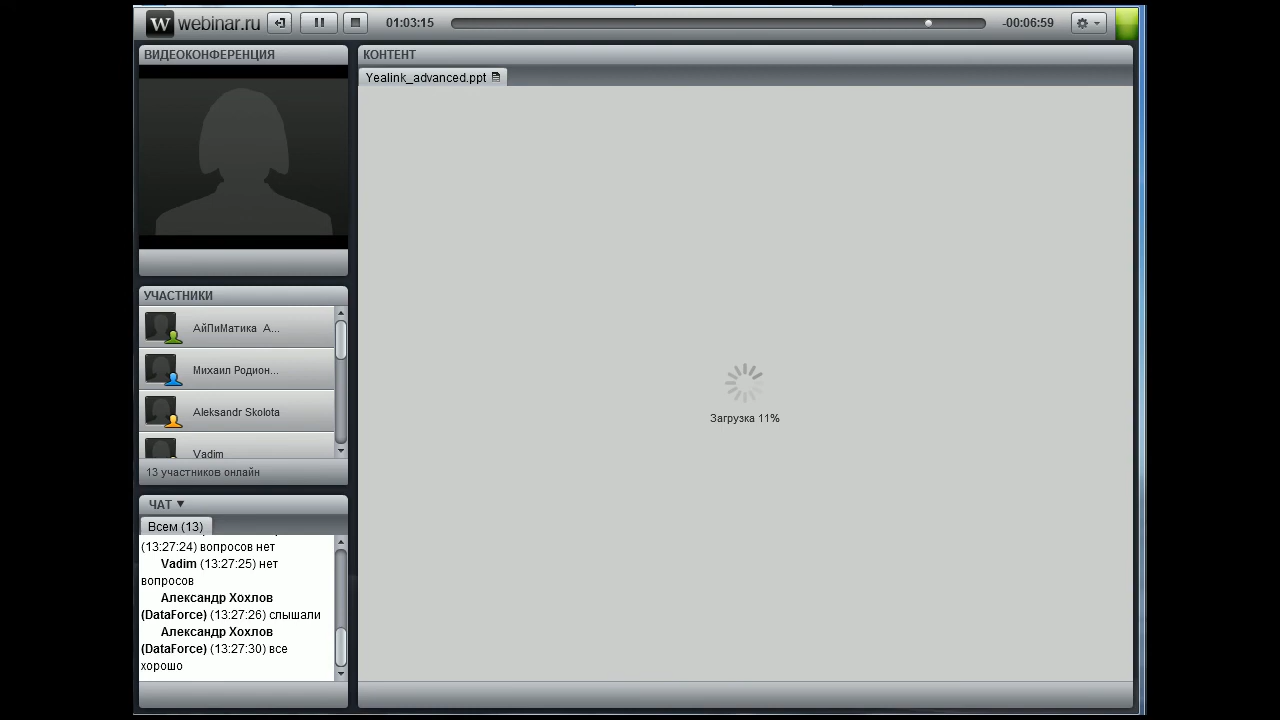 W webinar.ru
01:03:15
-00:06:59
ВИДЕОКОНФЕРЕНЦИЯ
КОНТЕНТ
Yealink_advanced.ppt
Загрузка 11%
УЧАСТНИКИ
АйПиМатика А...
Михаил Родион...
Aleksandr Skolota
Vadim
13 участников онлайн
ЧАТ
Всем (13)
(13:27:24) вопросов нет
Vadim (13:27:25) нет
вопросов
Александр Хохлов
(DataForce) (13:27:26) слышали
Александр Хохлов
(DataForce) (13:27:30) все
хорошо